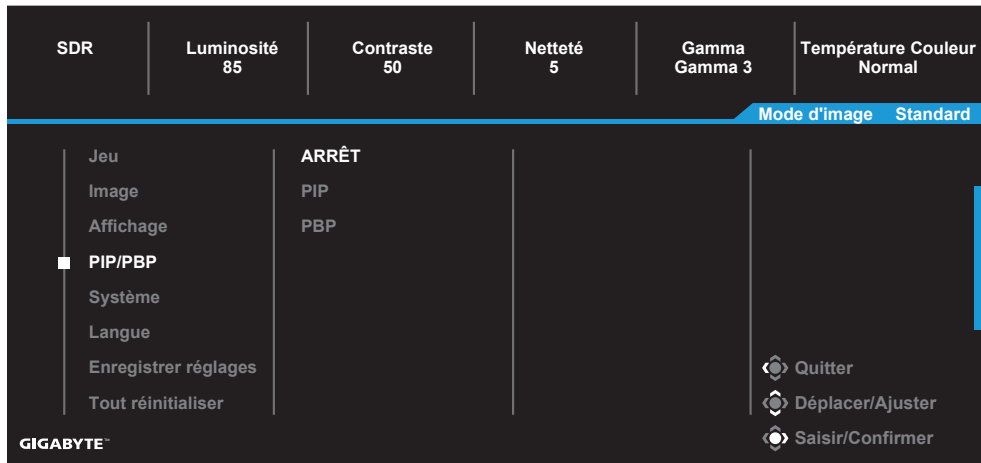 SDR
Luminosité
85
Contraste
50
Netteté
5
Gamma
Gamma 3
Température Couleur
Normal
Mode d'image Standard
Jeu
Image
Affichage
PIP/PBP
Système
Langue
Enregistrer réglages
Tout réinitialiser
ARRÊT
PIP
PBP
Quitter
Déplacer/Ajuster
Saisir/Confirmer
GIGABYTE™